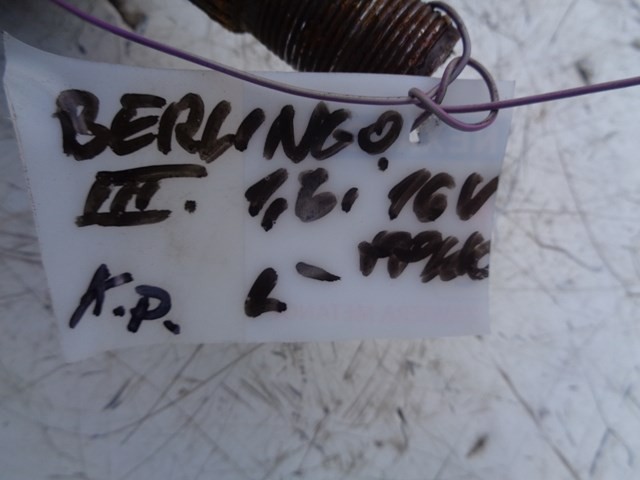 BERLINGO
III. 1,6. 16V
K.P. L-